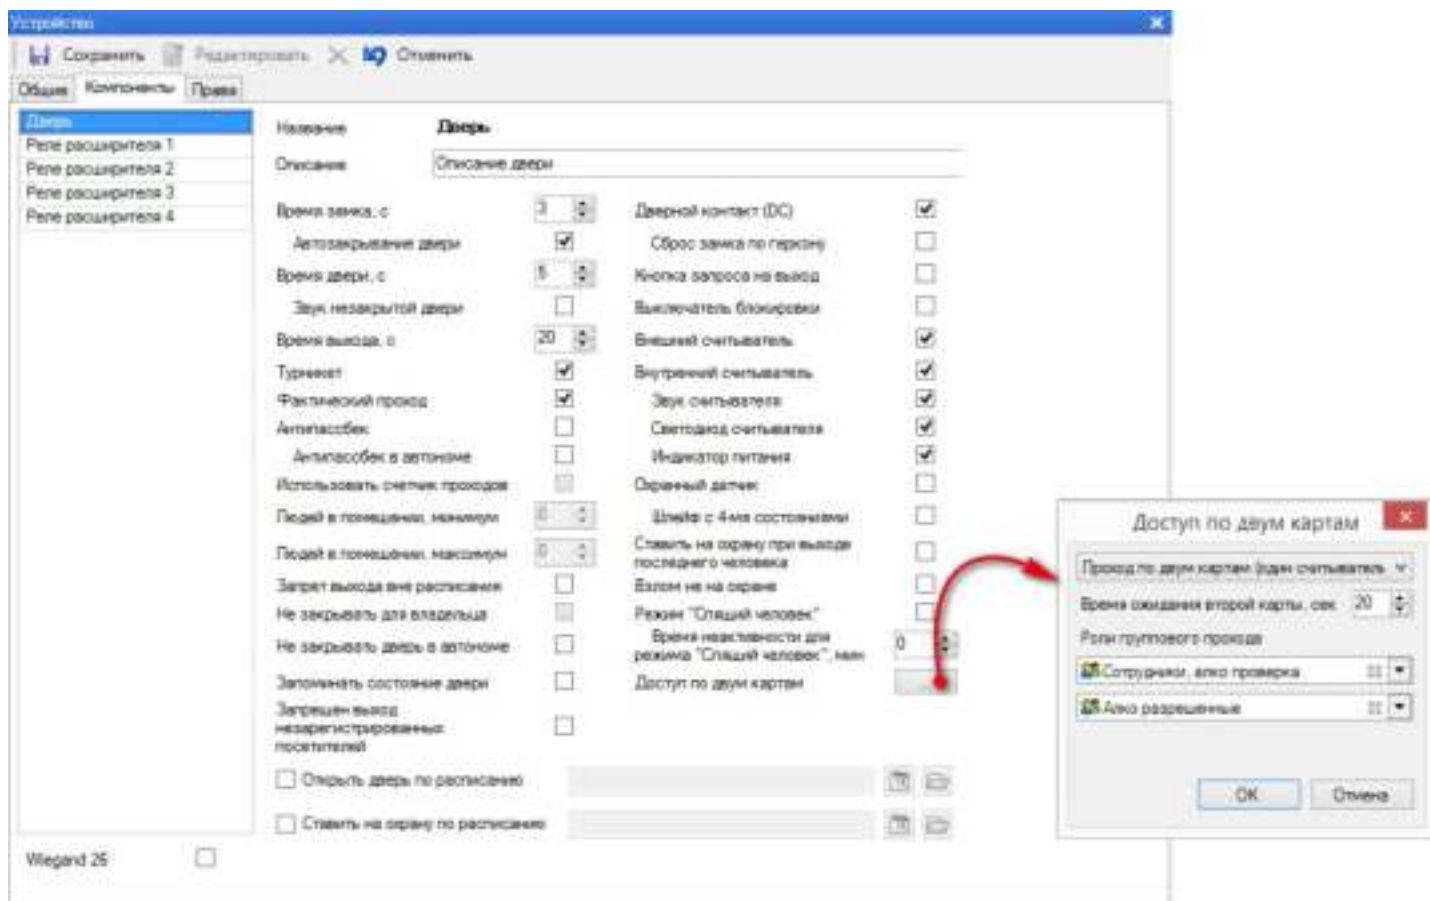 Устройство
Сохранить Редактировать Отменить
Общие Компоненты Права
Дверь
Реле расширителя 1
Реле расширителя 2
Реле расширителя 3
Реле расширителя 4
Название Дверь
Описание Описание двери
Время замка, с 3
Автозакрывание двери
Время двери, с 5
Звук незакрытой двери
Время выхода, с 20
Турникет
Фактический проход
Антипассбек
Антипассбек в автономе
Использовать счетчик проходов
Людей в помещении, минимум 0
Людей в помещении, максимум 0
Запрет выхода вне расписания
Не закрывать для владельца
Не закрывать дверь в автономе
Запоминать состояние двери
Запрещен выход
незарегистрированных
посетителей
Дверной контакт (DC)
Сброс замка по геркону
Кнопка запроса на выход
Выключатель блокировки
Внешний считыватель
Внутренний считыватель
Звук считывателя
Светодиод считывателя
Индикатор питания
Охранный датчик
Шлейф с 4-мя состояниями
Ставить на охрану при выходе
последнего человека
Взлом не на охране
Режим "Спящий человек"
Время неактивности для
режима "Спящий человек", мин 0
Доступ по двум картам ...
Открыть дверь по расписанию
Ставить на охрану по расписанию
Wiegand 26
Доступ по двум картам
Проход по двум картам (один считыватель
Время ожидания второй карты, сек 20
Роли группового прохода
Сотрудники, алко проверка
Алко разрешенные
OK Отмена